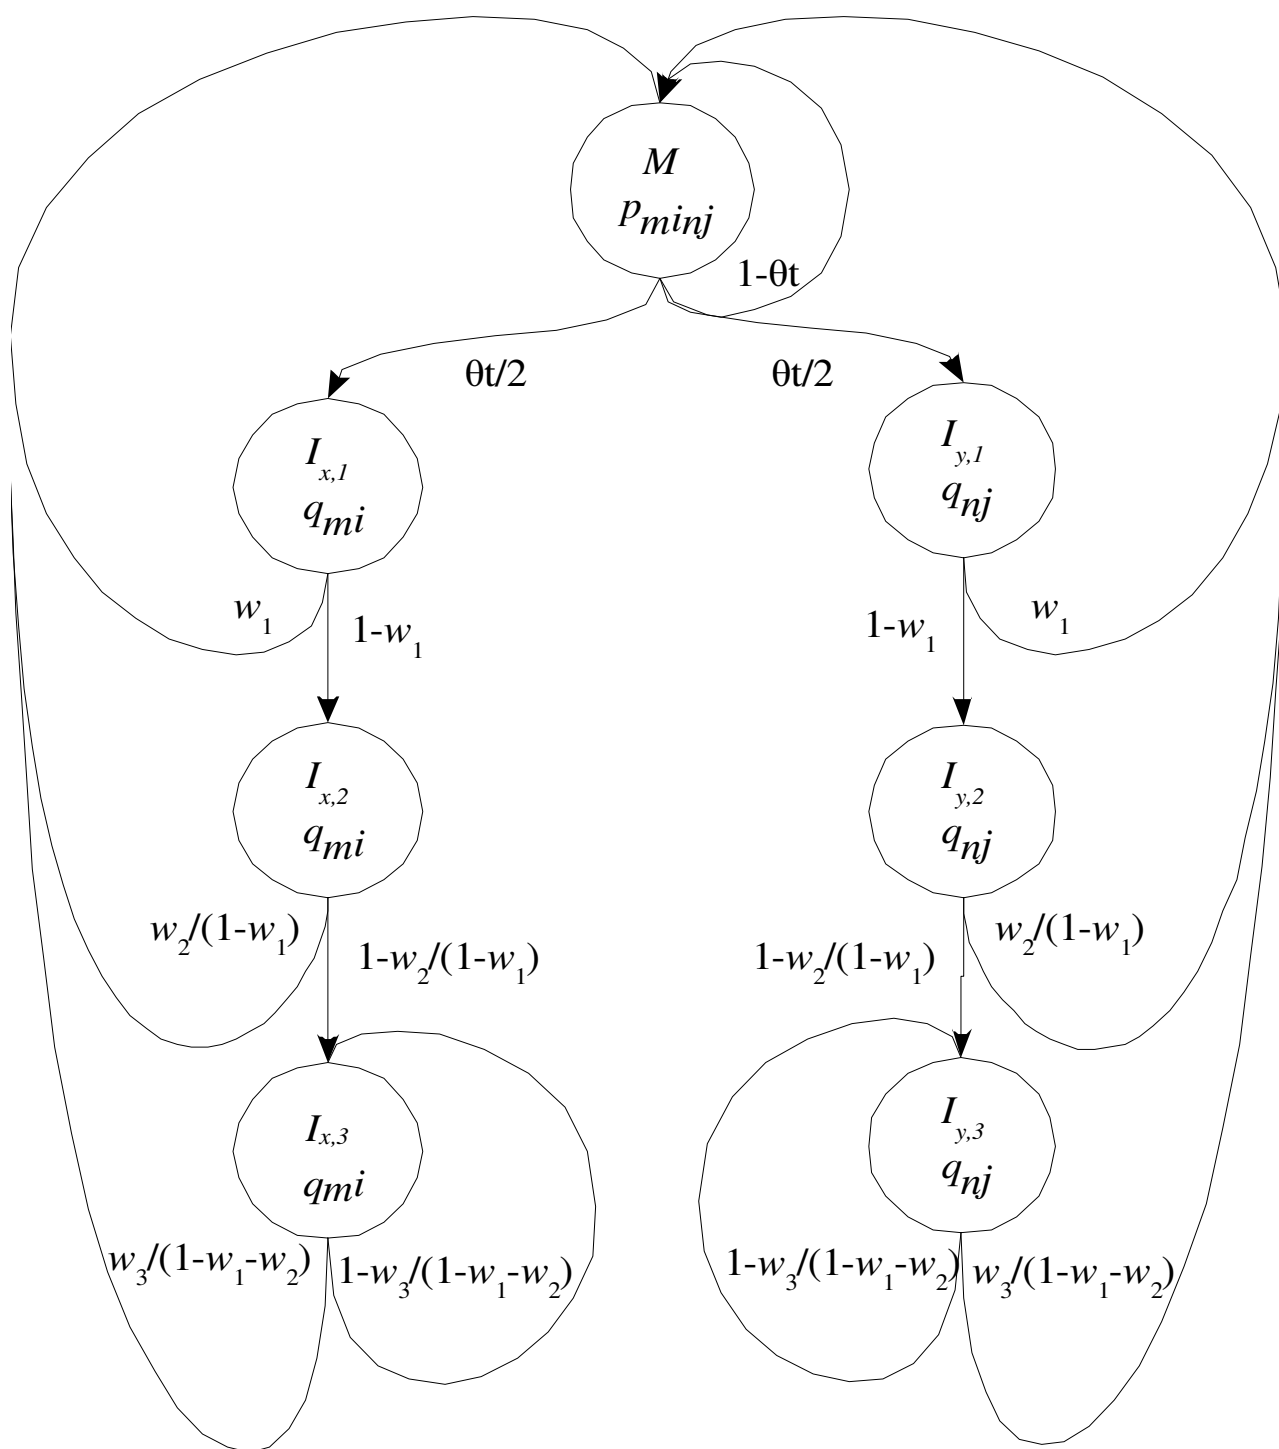 M
p_minj
1-θt
θt/2
θt/2
I_x,1
q_mi
I_y,1
q_nj
w_1
1-w_1
1-w_1
w_1
I_x,2
q_mi
I_y,2
q_nj
w_2/(1-w_1)
1-w_2/(1-w_1)
1-w_2/(1-w_1)
w_2/(1-w_1)
I_x,3
q_mi
I_y,3
q_nj
w_3/(1-w_1-w_2)
1-w_3/(1-w_1-w_2)
1-w_3/(1-w_1-w_2)
w_3/(1-w_1-w_2)